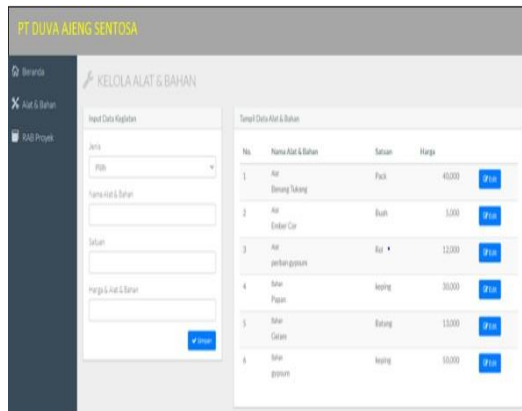 PT DUVA AJENG SENTOSA
Beranda
Alat & Bahan
RAB Proyek
KELOLA ALAT & BAHAN
Input Data Kegiatan
Jenis
Pilih
Nama Alat & Bahan
Satuan
Harga & Alat & Bahan
Simpan
Tampil Data Alat & Bahan
No. Nama Alat & Bahan Satuan Harga
1 Alat Pack 40,000 Edit
Benang Tukang
2 Alat Buah 5,000 Edit
Ember Cor
3 Alat Rol 12,000 Edit
perban gypsum
4 Bahan keping 30,000 Edit
Papan
5 Bahan Batang 13,000 Edit
Galam
6 Bahan keping 50,000 Edit
gypsum